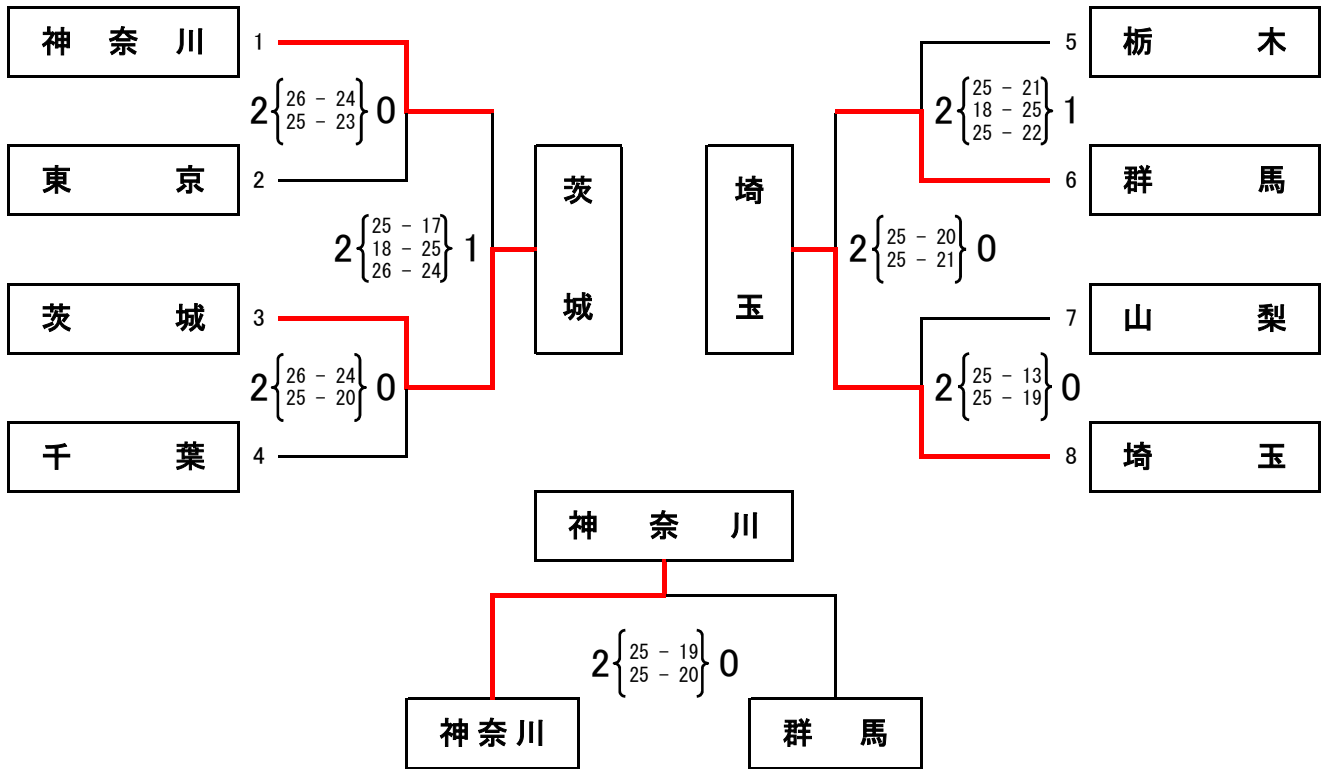 神奈川 1
2 26 - 24 0
25 - 23
東京 2
2 25 - 17 1
18 - 25
26 - 24
茨城 3
2 26 - 24 0
25 - 20
千葉 4
茨城
埼玉
5 栃木
2 25 - 21 1
18 - 25
25 - 22
6 群馬
2 25 - 20 0
25 - 21
7 山梨
2 25 - 13 0
25 - 19
8 埼玉
神奈川
2 25 - 19 0
25 - 20
神奈川
群馬